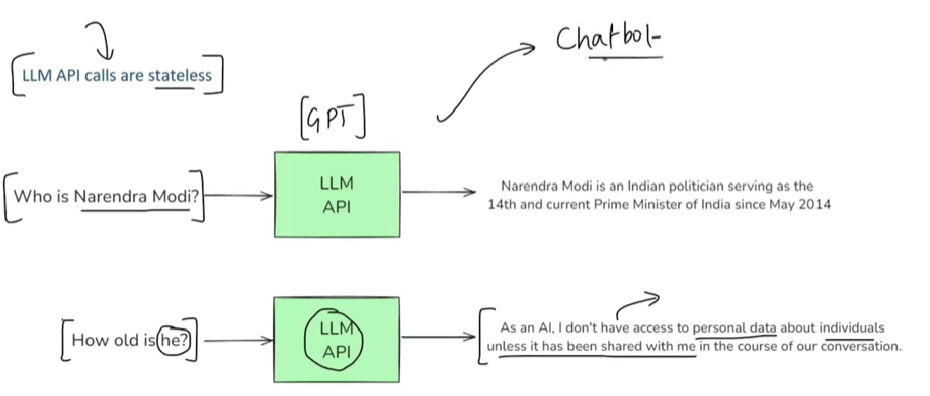 Chatbot
LLM API calls are stateless
[GPT]
Who is Narendra Modi?
LLM
API
Narendra Modi is an Indian politician serving as the
14th and current Prime Minister of India since May 2014
How old is he?
LLM
API
As an AI, I don't have access to personal data about individuals
unless it has been shared with me in the course of our conversation.